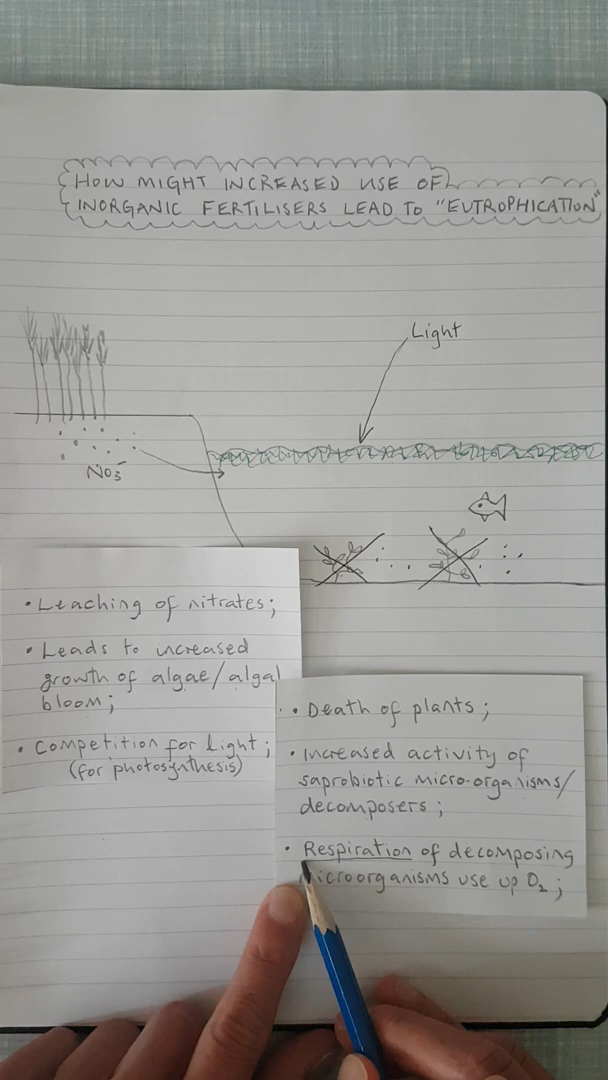 HOW MIGHT INCREASED USE OF
INORGANIC FERTILISERS LEAD TO "EUTROPHICATION"
Light
NO3-
• Leaching of nitrates;
• Leads to increased
growth of algae/algal
bloom;
• Competition for light;
(for photosynthesis)
• Death of plants;
• Increased activity of
saprobiotic micro-organisms/
decomposers;
• Respiration of decomposing
microorganisms use up O2;